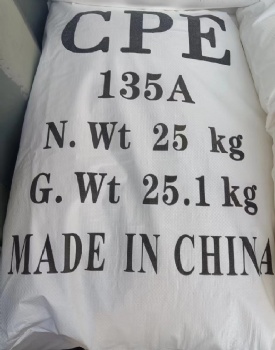 CPE
135A
N. Wt 25 kg
G. Wt 25.1 kg
MADE IN CHINA